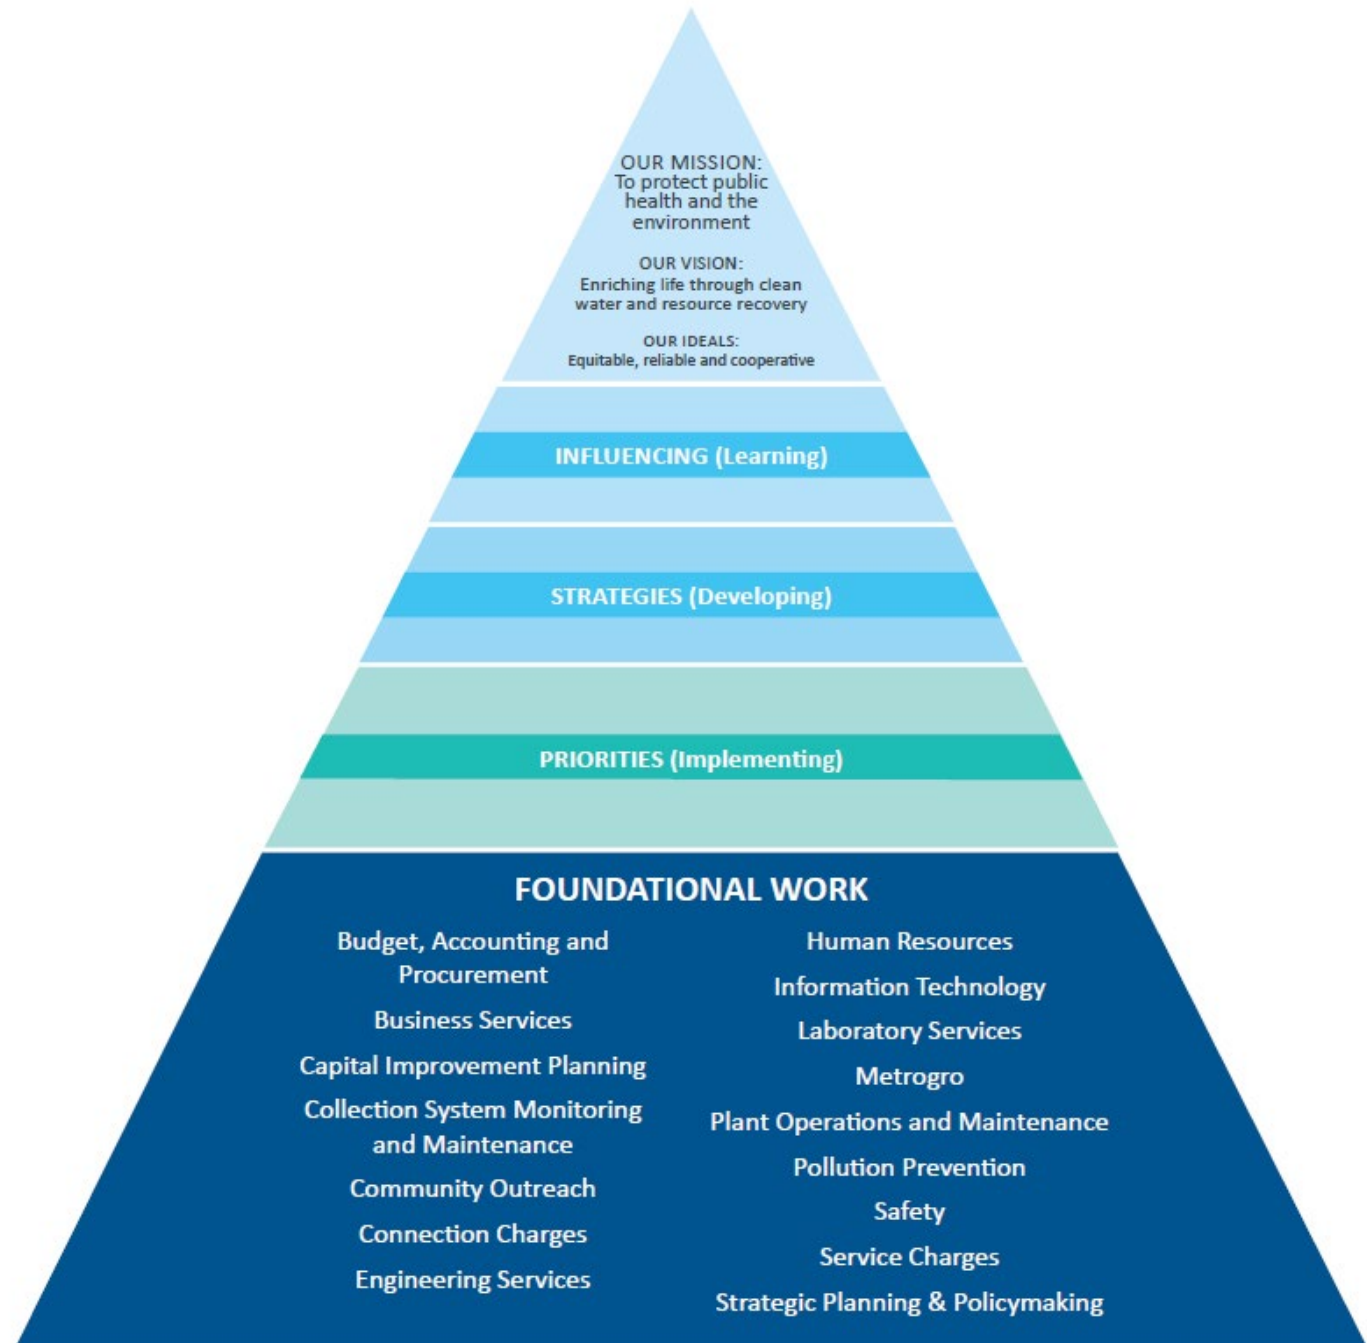 OUR MISSION:
To protect public
health and the
environment
OUR VISION:
Enriching life through clean
water and resource recovery
OUR IDEALS:
Equitable, reliable and cooperative
INFLUENCING (Learning)
STRATEGIES (Developing)
PRIORITIES (Implementing)
FOUNDATIONAL WORK
Budget, Accounting and
Procurement
Business Services
Capital Improvement Planning
Collection System Monitoring
and Maintenance
Community Outreach
Connection Charges
Engineering Services
Human Resources
Information Technology
Laboratory Services
Metrogro
Plant Operations and Maintenance
Pollution Prevention
Safety
Service Charges
Strategic Planning & Policymaking